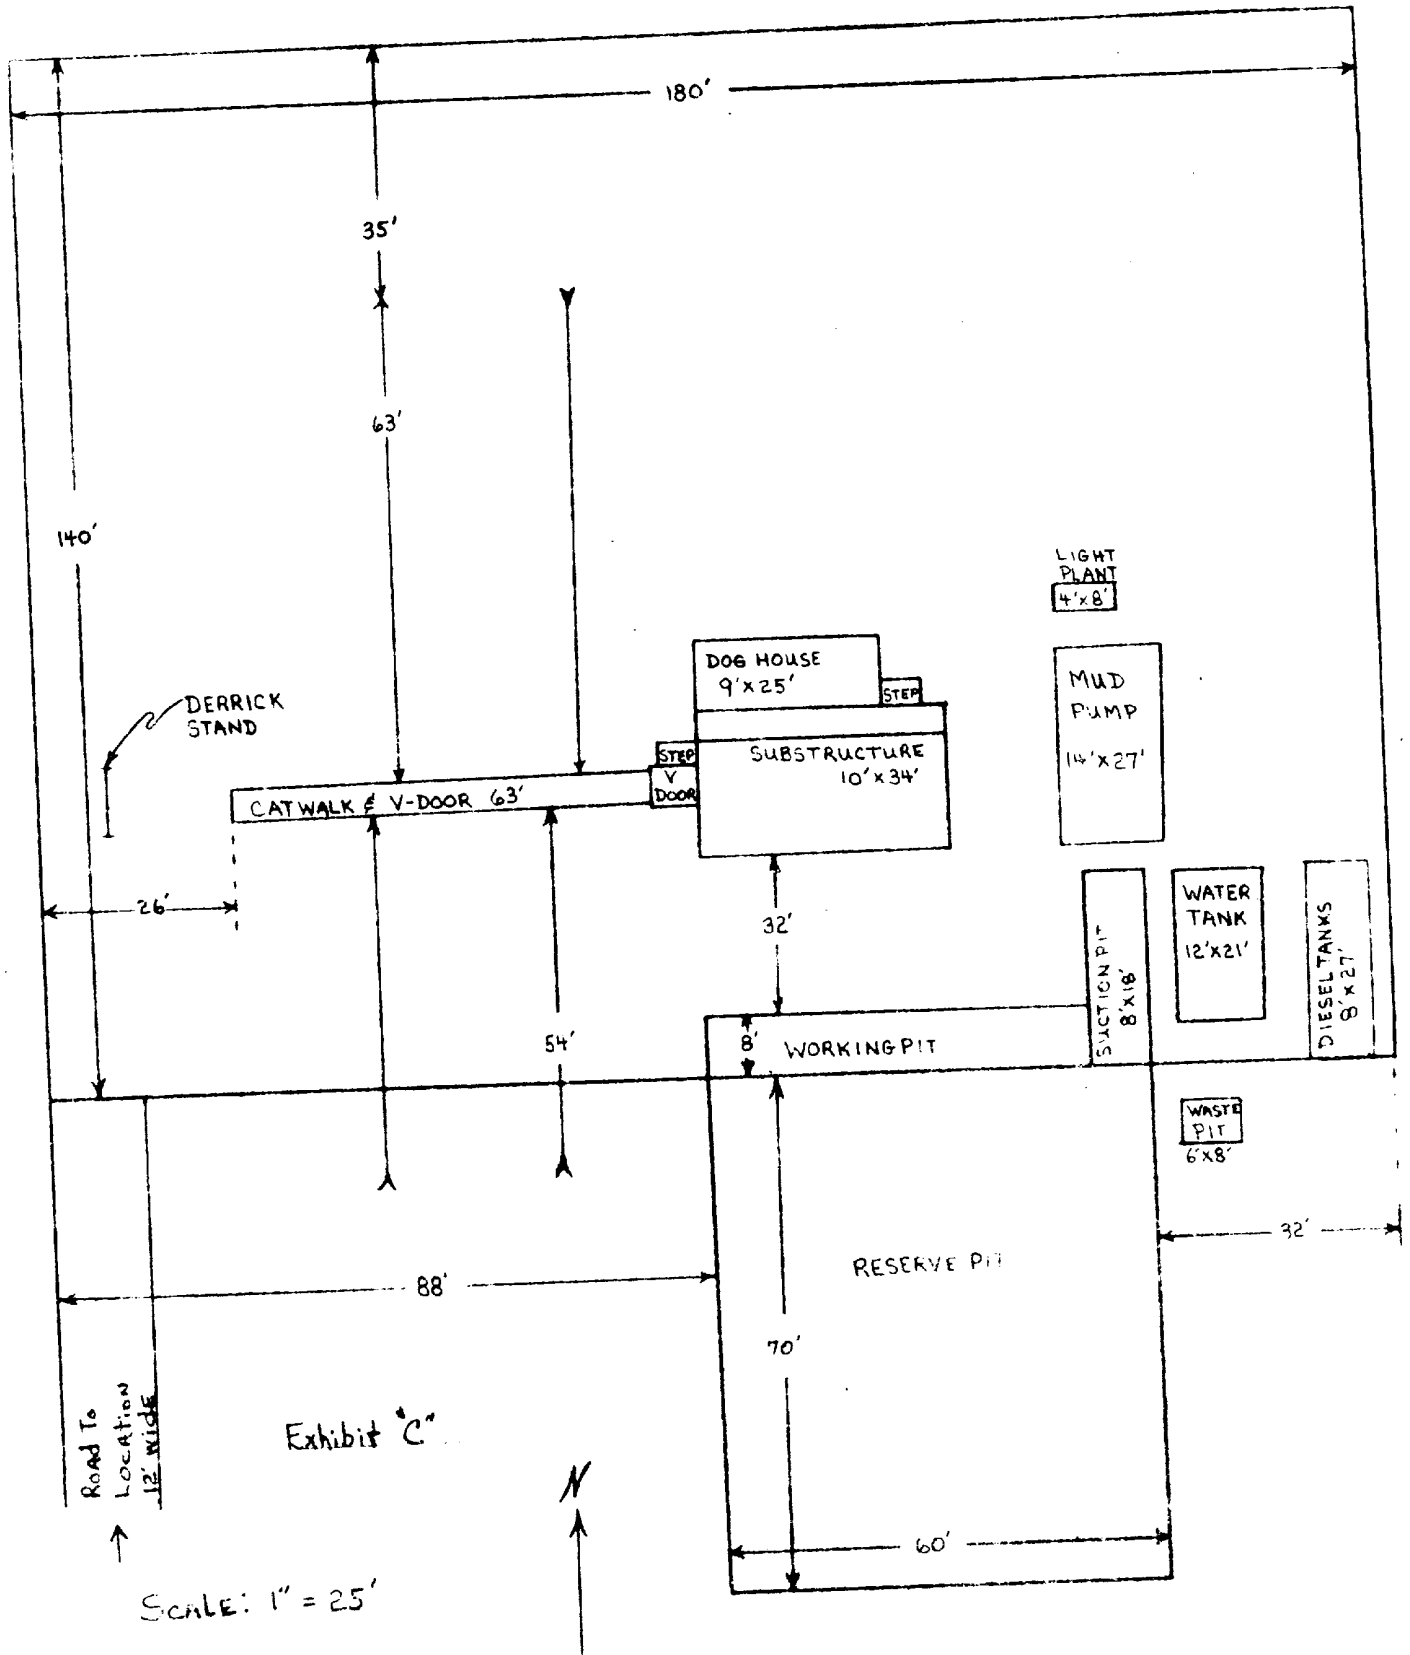 180'
35'
63'
140'
LIGHT
PLANT
4'x8'
DOG HOUSE
9'x25'
STEP
MUD
PUMP
14'x27'
DERRICK
STAND
STEP
SUBSTRUCTURE
10'x34'
V
DOOR
CATWALK & V-DOOR 63'
26'
32'
WATER
TANK
12'x21'
SUCTION PIT
8'x18'
DIESEL TANKS
8'x27'
54'
8'
WORKING PIT
WASTE
PIT
6'x8'
32'
RESERVE PIT
88'
70'
ROAD To
LOCATION
12' WIDE
Exhibit "C"
N
60'
SCALE: 1" = 25'